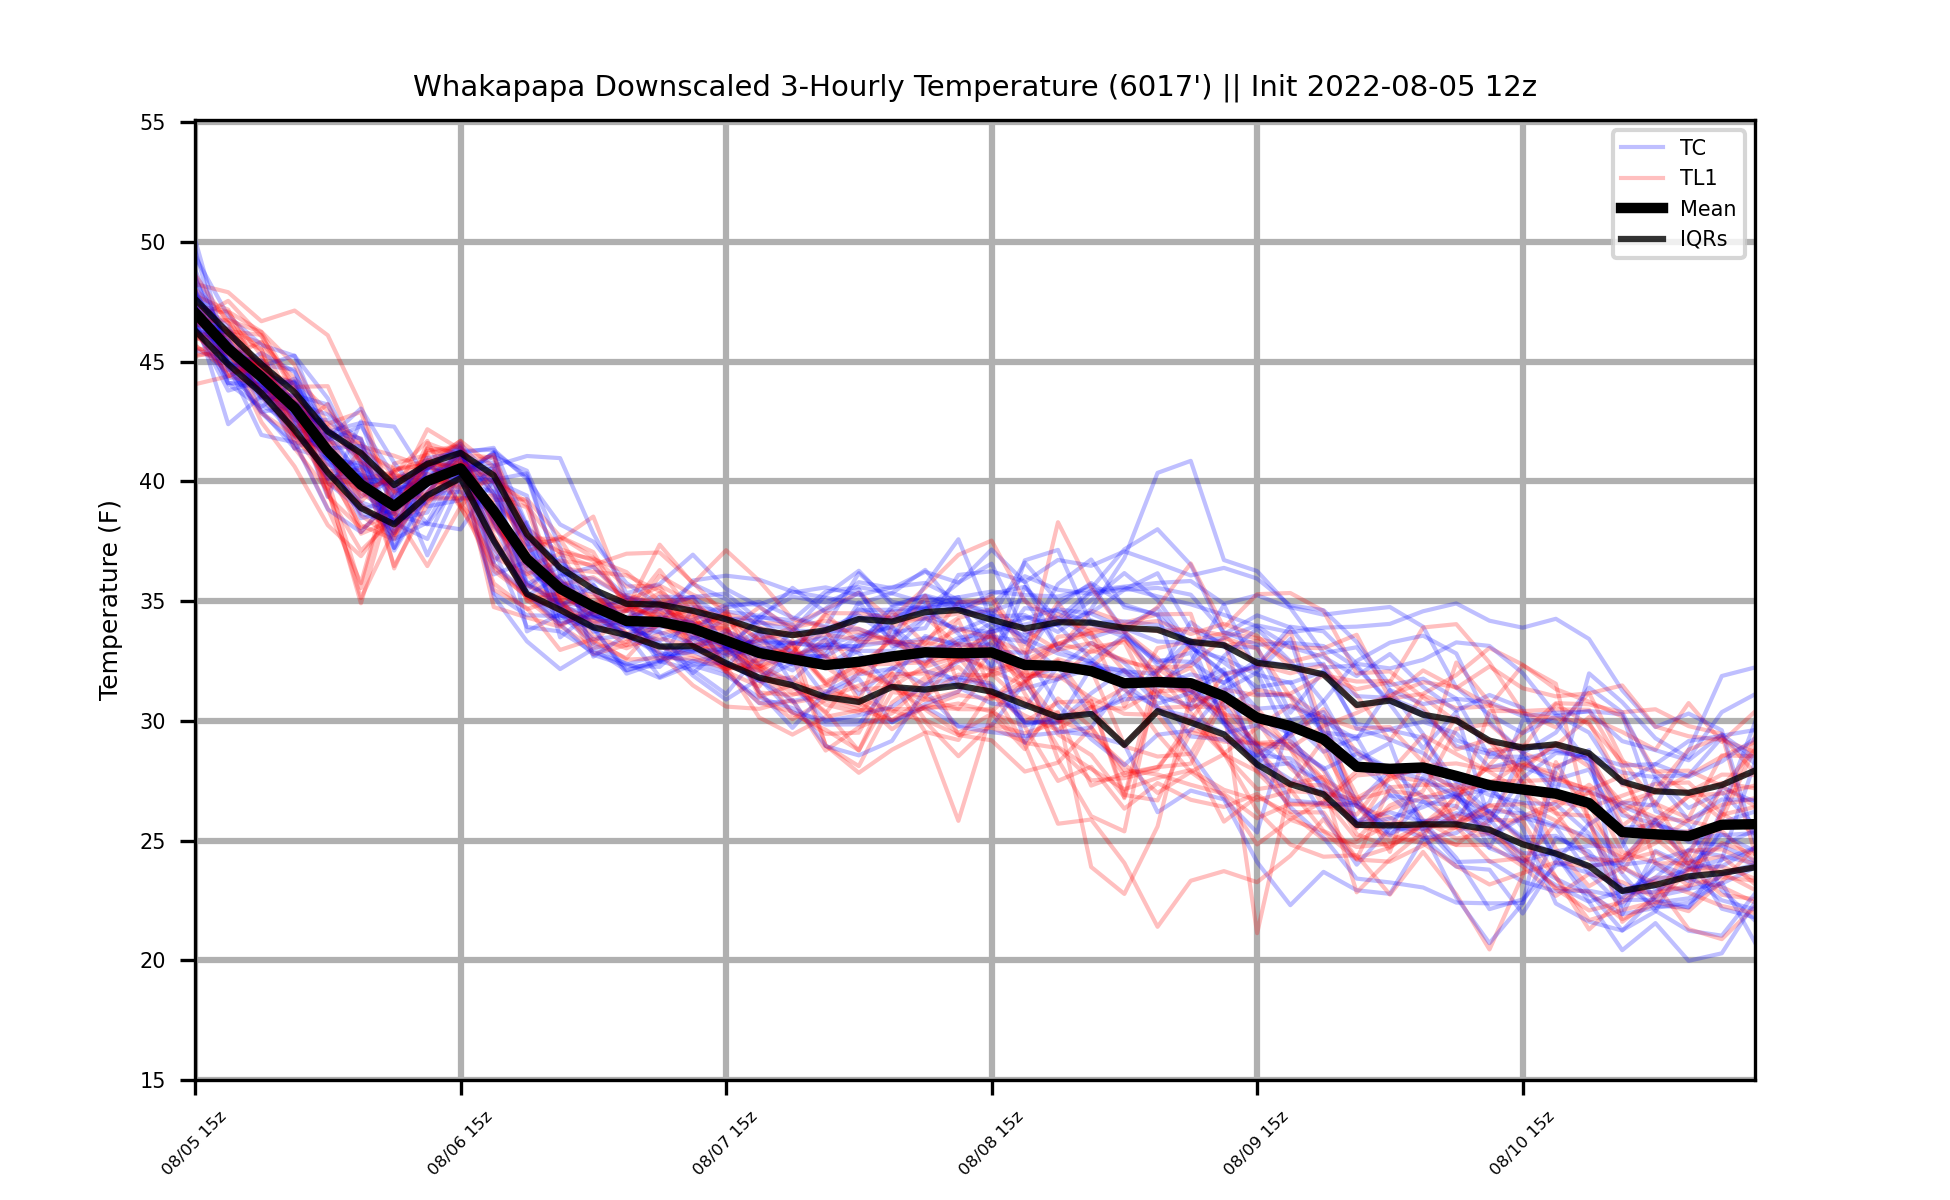 Whakapapa Downscaled 3-Hourly Temperature (6017') || Init 2022-08-05 12z
TC
TL1
Mean
IQRs
Temperature (F)
55
50
45
40
35
30
25
20
15
08/05 15z
08/06 15z
08/07 15z
08/08 15z
08/09 15z
08/10 15z